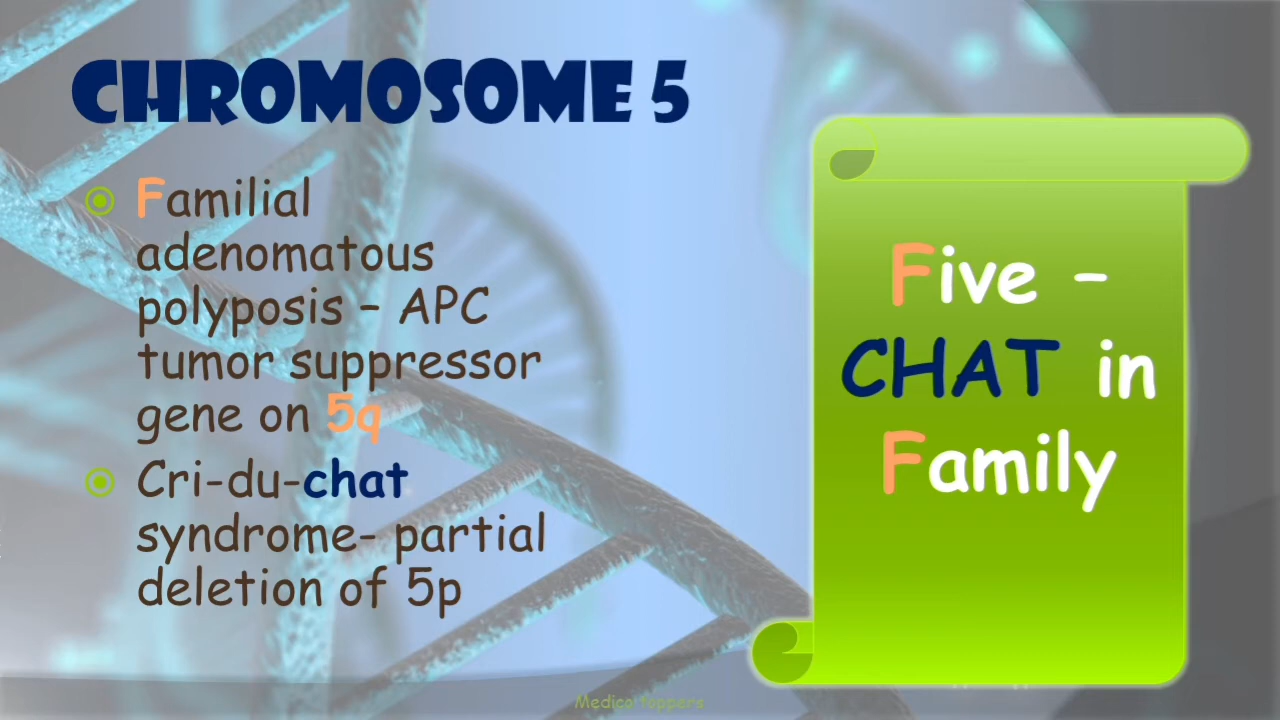 CHROMOSOME 5
Familial
adenomatous
polyposis – APC
tumor suppressor
gene on 5q
Cri-du-chat
syndrome- partial
deletion of 5p
Five –
CHAT in
Family
Medico Toppers